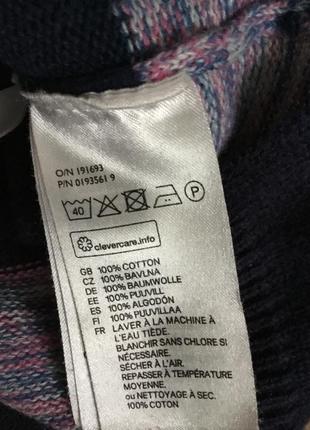 O/N 191693
P/N 0193561 9
40 P
clevercare.info
GB 100% COTTON
CZ 100% BAVLNA
DE 100% BAUMWOLLE
EE 100% PUUVILL
ES 100% ALGODÓN
FI 100% PUUVILLAA
FR LAVER À LA MACHINE À
L'EAU TIÈDE.
BLANCHIR SANS CHLORE SI
NÉCESSAIRE.
SÉCHER À L'AIR.
REPASSER À TEMPÉRATURE
MOYENNE.
ou NETTOYAGE À SEC.
100% COTON